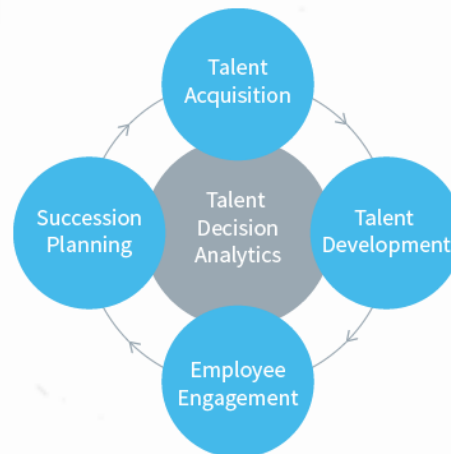 Talent
Acquisition
Succession
Planning
Talent
Decision
Analytics
Talent
Development
Employee
Engagement